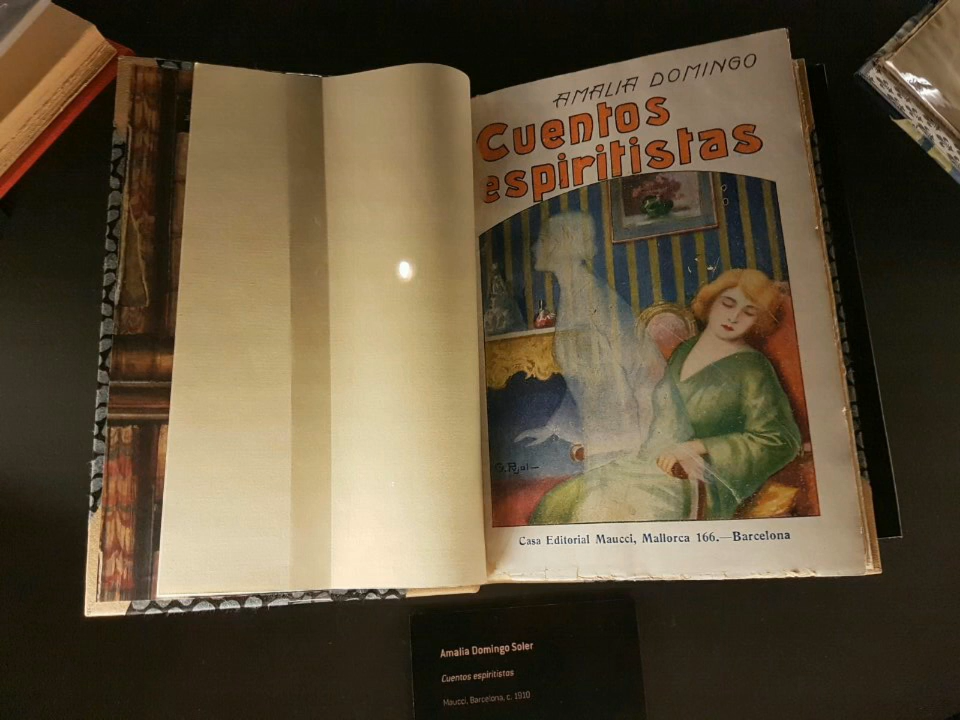 AMALIA DOMINGO
Cuentos
espiritistas
Casa Editorial Maucci, Mallorca 166.—Barcelona
Amalia Domingo Soler
Cuentos espiritistas
Maucci, Barcelona, c. 1910